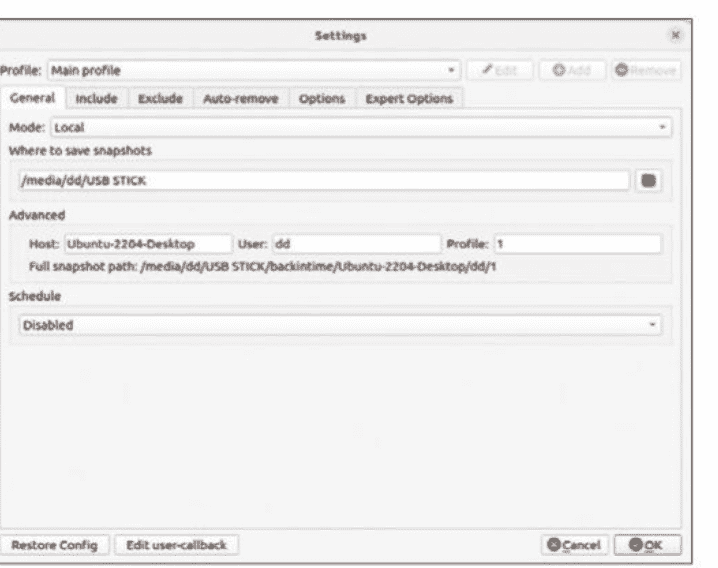 Settings
Profile: Main profile Edit Add Remove
General Include Exclude Auto-remove Options Expert Options
Mode: Local
Where to save snapshots
/media/dd/USB STICK
Advanced
Host: Ubuntu-2204-Desktop User: dd Profile: 1
Full snapshot path: /media/dd/USB STICK/backintime/Ubuntu-2204-Desktop/dd/1
Schedule
Disabled
Restore Config Edit user-callback Cancel OK